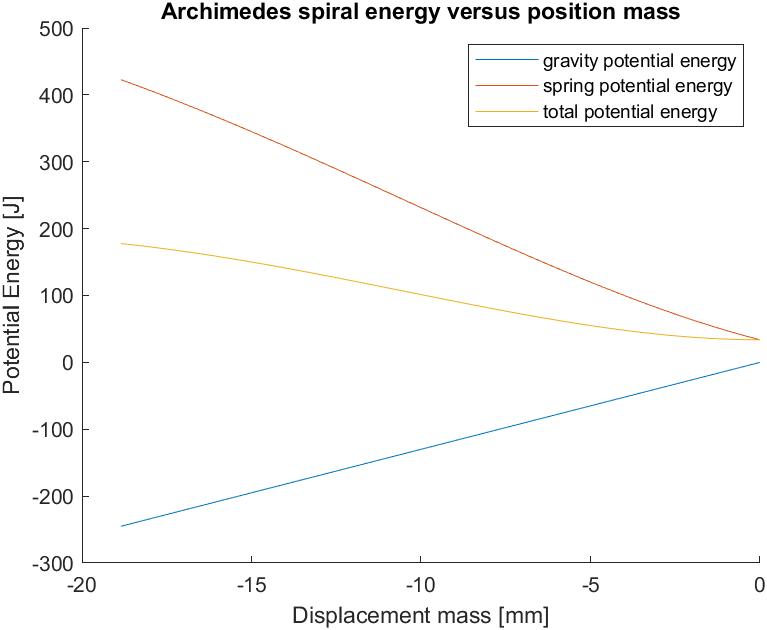 Archimedes spiral energy versus position mass
500
400
300
200
100
0
-100
-200
-300
Potential Energy [J]
gravity potential energy
spring potential energy
total potential energy
-20 -15 -10 -5 0
Displacement mass [mm]